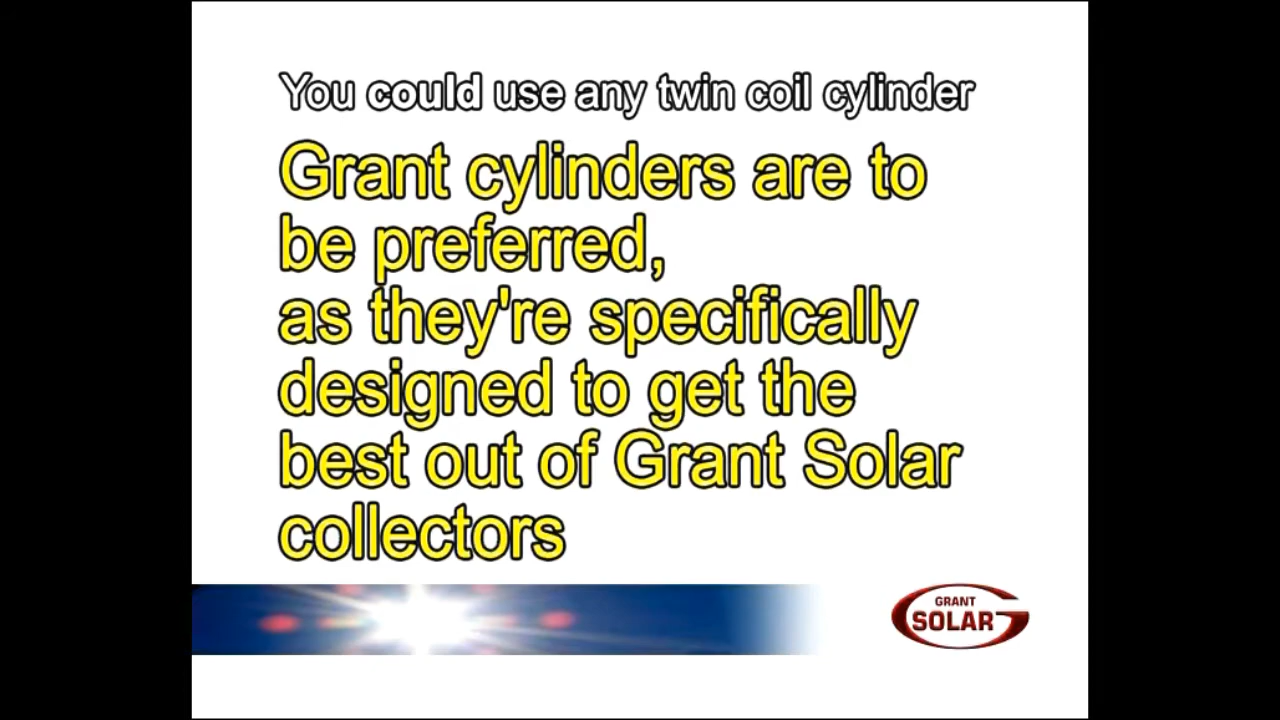 You could use any twin coil cylinder
Grant cylinders are to
be preferred,
as they're specifically
designed to get the
best out of Grant Solar
collectors
GRANT
SOLAR